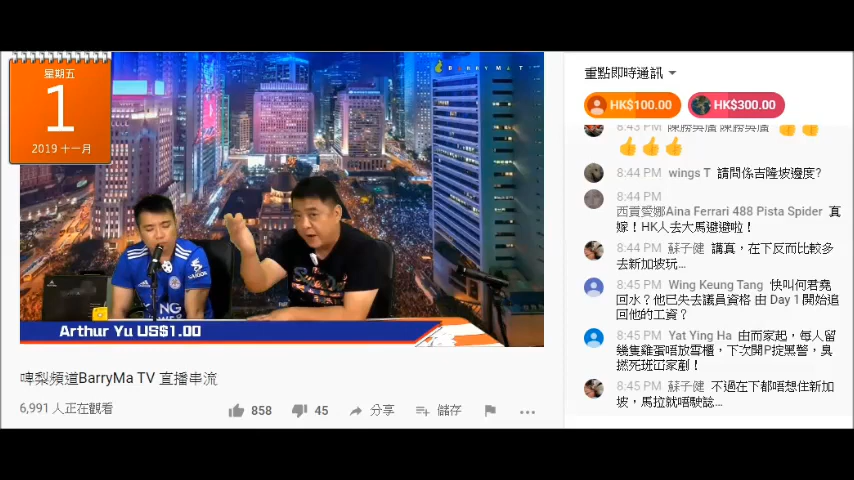 星期五
1
2019 十一月
BARRYMA T
KING
Arthur Yu US$1.00
啤梨頻道BarryMa TV 直播串流
6,991 人正在觀看
858
45
分享
儲存
重點即時通訊
HK$100.00
HK$300.00
8:43 PM
8:44 PM wings T 請問係吉隆坡邊度?
8:44 PM
西貢愛娜Aina Ferrari 488 Pista Spider 真
嫁！HK人去大馬避避啦！
8:44 PM 蘇子健 講真，在下反而比較多
去新加坡玩...
8:45 PM Wing Keung Tang 快叫何君堯
回水？他已失去議員資格 由 Day 1 開始追
回他的工資？
8:45 PM Yat Ying Ha 由而家起，每人留
幾隻雞蛋唔放雪櫃，下次開P掟黑警，臭
撚死班冚家剷！
8:45 PM 蘇子健 不過在下都唔想住新加
坡，馬拉就唔駛諗...